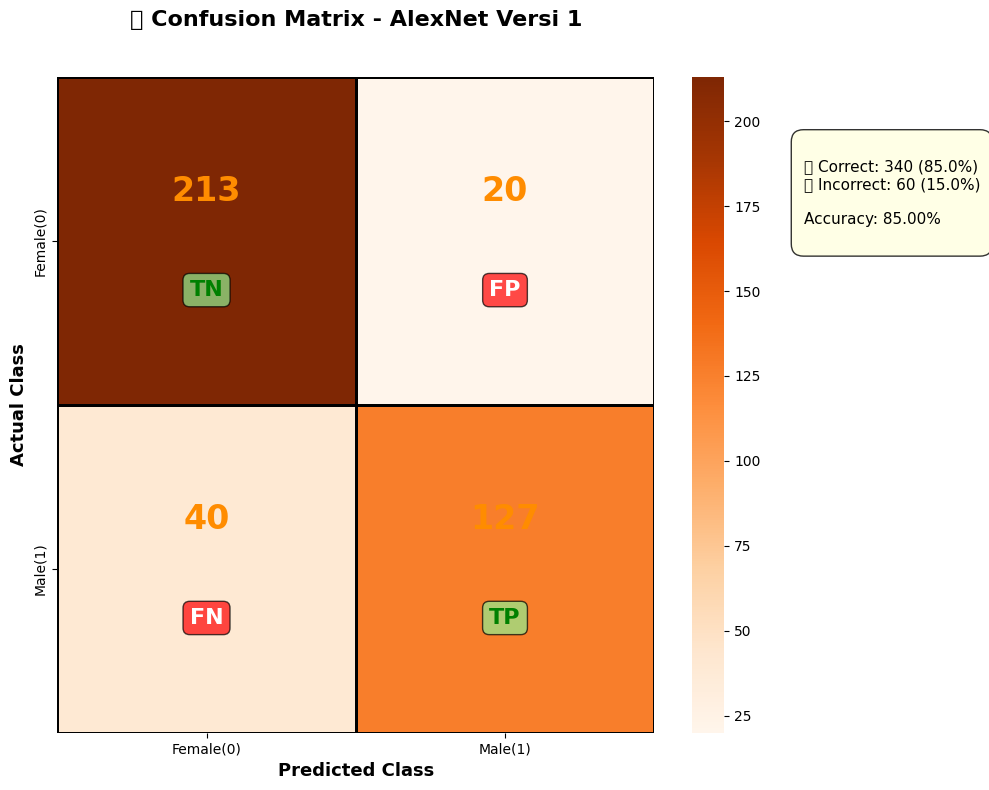 ▯ Confusion Matrix - AlexNet Versi 1
213
20
TN
FP
40
127
FN
TP
Female(0)
Male(1)
Actual Class
Female(0)
Male(1)
Predicted Class
200
175
150
125
100
75
50
25
▯ Correct: 340 (85.0%)
▯ Incorrect: 60 (15.0%)
Accuracy: 85.00%